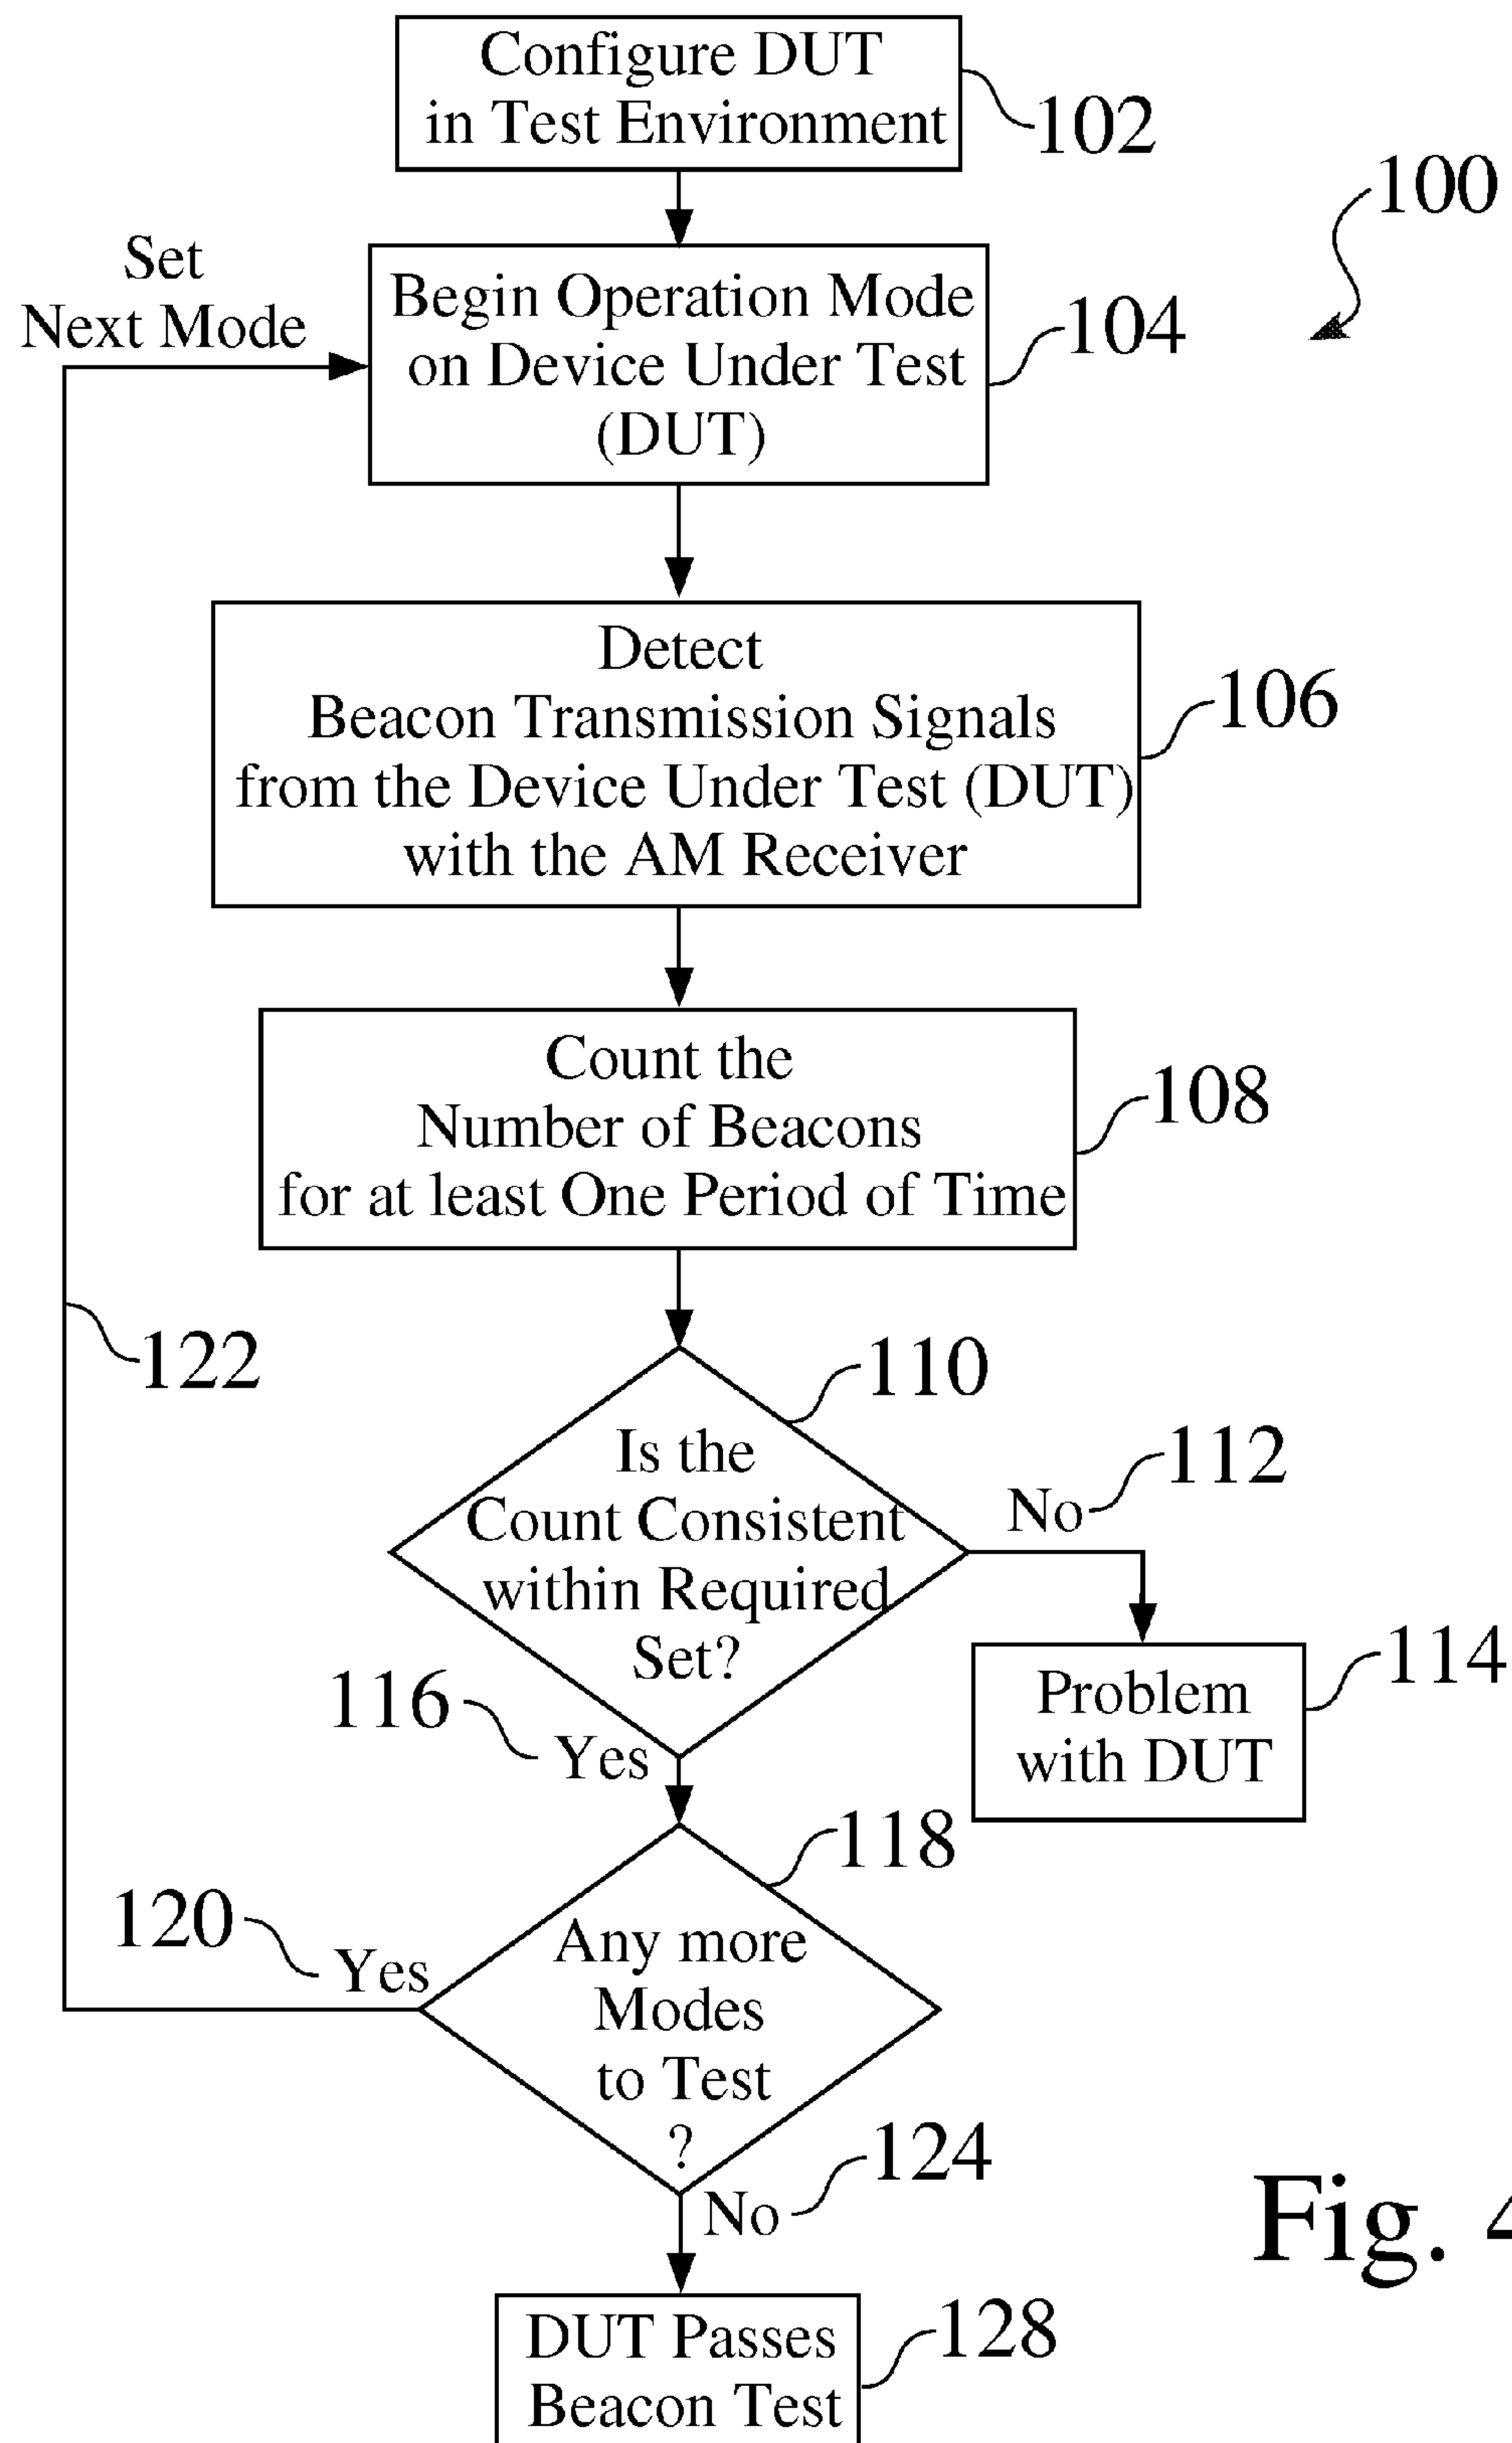 Configure DUT
in Test Environment
102
100
Set
Next Mode
Begin Operation Mode
on Device Under Test
(DUT)
104
Detect
Beacon Transmission Signals
from the Device Under Test (DUT)
with the AM Receiver
106
Count the
Number of Beacons
for at least One Period of Time
108
122
110
Is the
Count Consistent
within Required
Set?
No
112
Problem
with DUT
114
116
Yes
118
120
Yes
Any more
Modes
to Test
?
124
No
Fig. 4
DUT Passes
Beacon Test
128